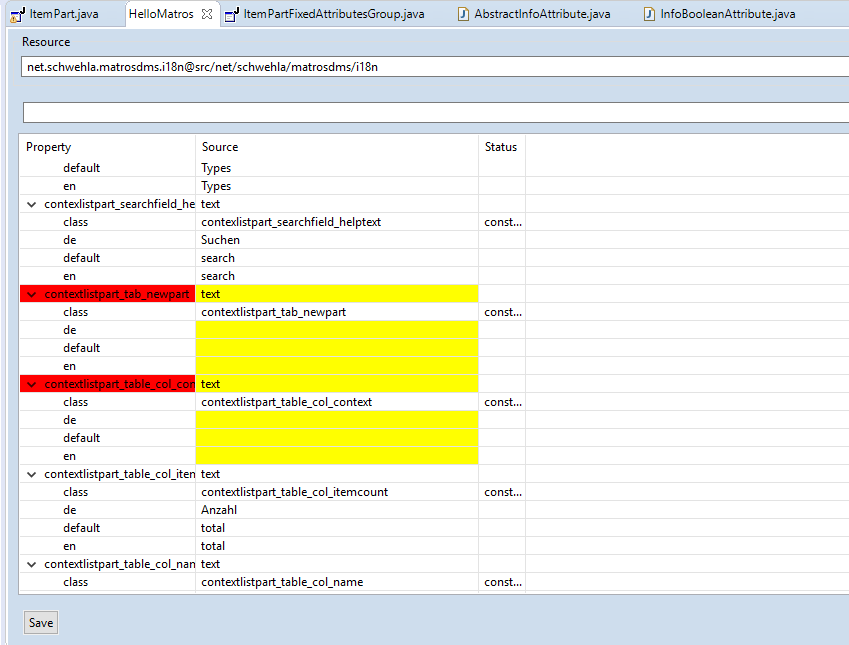 ItemPart.java HelloMatros ItemPartFixedAttributesGroup.java AbstractInfoAttribute.java InfoBooleanAttribute.java
Resource
net.schwehla.matrosdms.i18n@src/net/schwehla/matrosdms/i18n
Property Source Status
default Types
en Types
contexlistpart_searchfield_he text
class contexlistpart_searchfield_helptext const...
de Suchen
default search
en search
contextlistpart_tab_newpart text
class contextlistpart_tab_newpart const...
de
default
en
contextlistpart_table_col_con text
class contextlistpart_table_col_context const...
de
default
en
contextlistpart_table_col_iten text
class contextlistpart_table_col_itemcount const...
de Anzahl
default total
en total
contextlistpart_table_col_nan text
class contextlistpart_table_col_name const...
Save